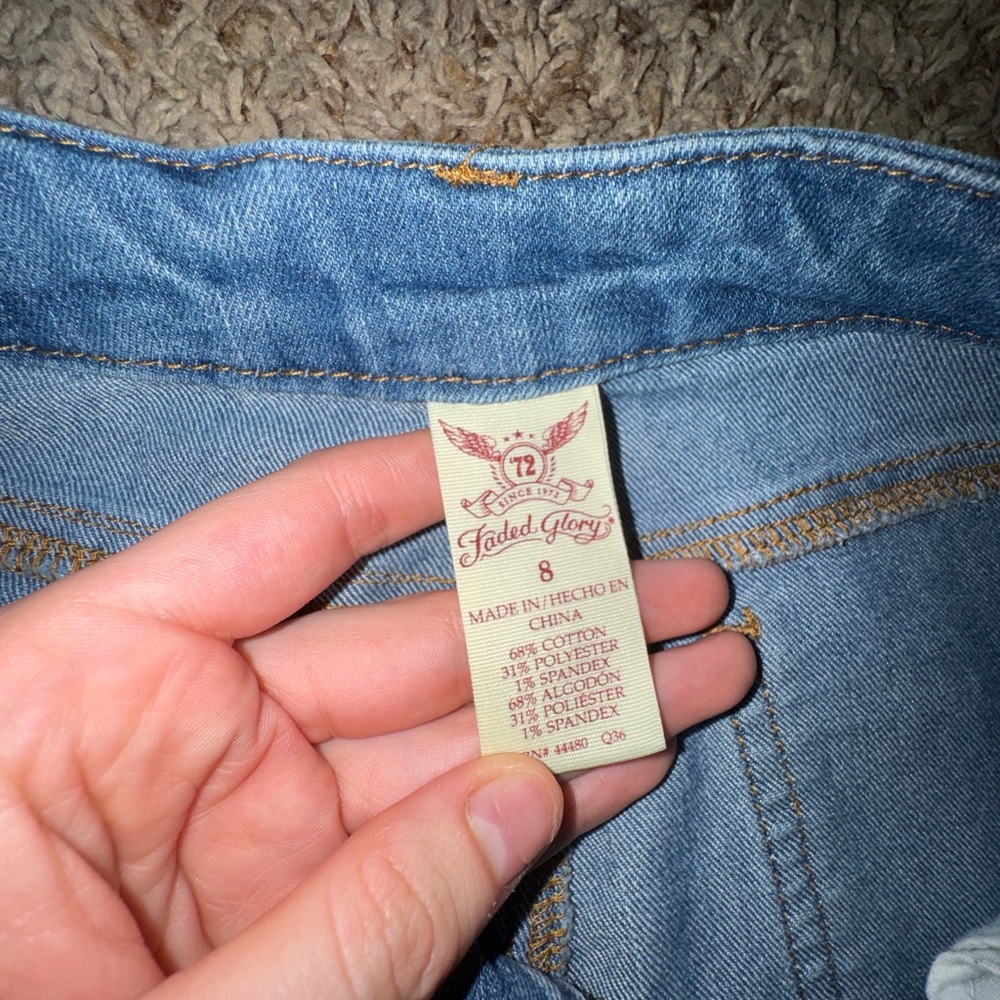 '72
SINCE 1972
Faded Glory®
8
MADE IN/HECHO EN
CHINA
68% COTTON
31% POLYESTER
1% SPANDEX
68% ALGODÓN
31% POLIÉSTER
1% SPANDEX
RN# 44480 Q36